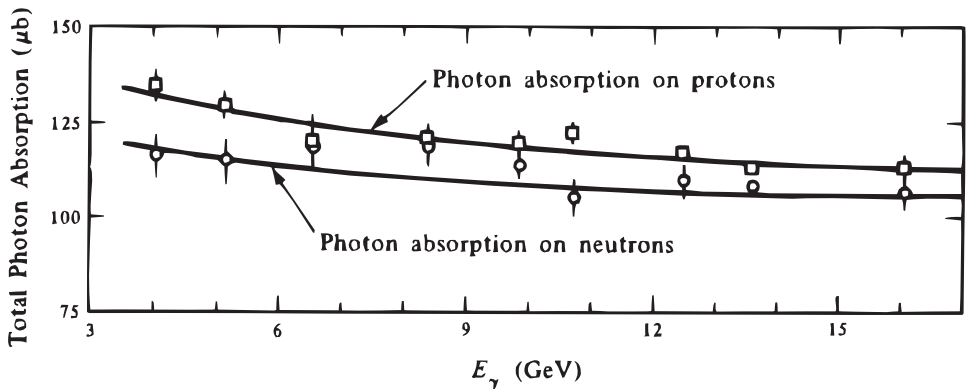 Total Photon Absorption (μb)
150
125
100
75
Photon absorption on protons
Photon absorption on neutrons
3 6 9 12 15
E_γ (GeV)